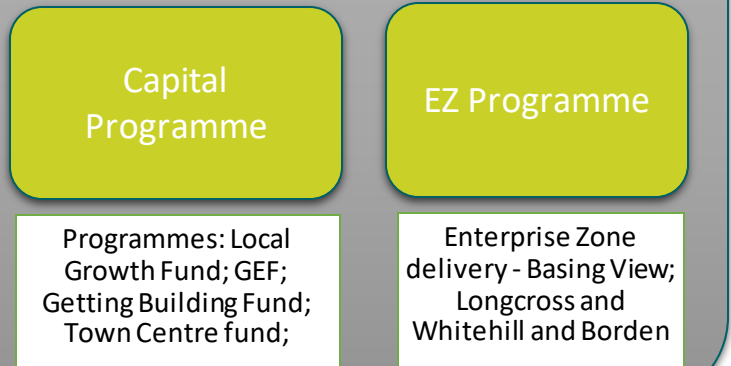 Capital
Programme
EZ Programme
Programmes: Local
Growth Fund; GEF;
Getting Building Fund;
Town Centre fund;
Enterprise Zone
delivery - Basing View;
Longcross and
Whitehill and Borden